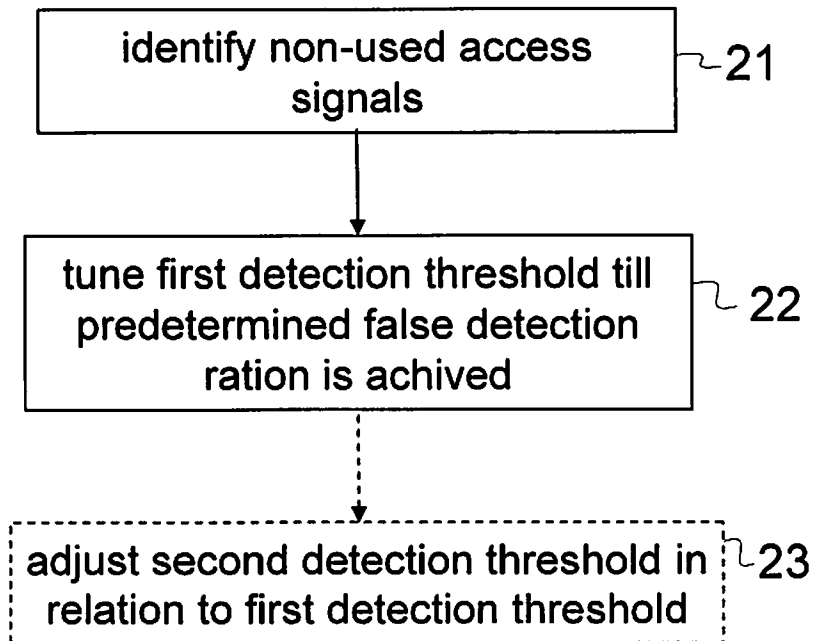 identify non-used access
signals
21
tune first detection threshold till
predetermined false detection
ration is achived
22
adjust second detection threshold in
relation to first detection threshold
23